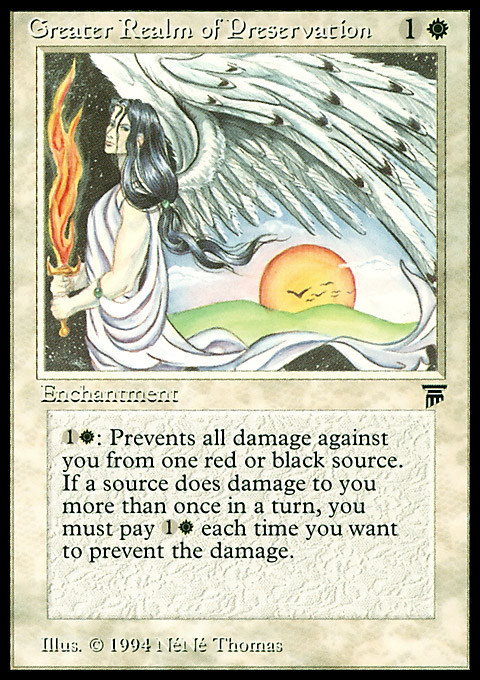 Greater Realm of Preservation 1
Enchantment
1: Prevents all damage against
you from one red or black source.
If a source does damage to you
more than once in a turn, you
must pay 1 each time you want
to prevent the damage.
Illus. © 1994 NéNé Thomas